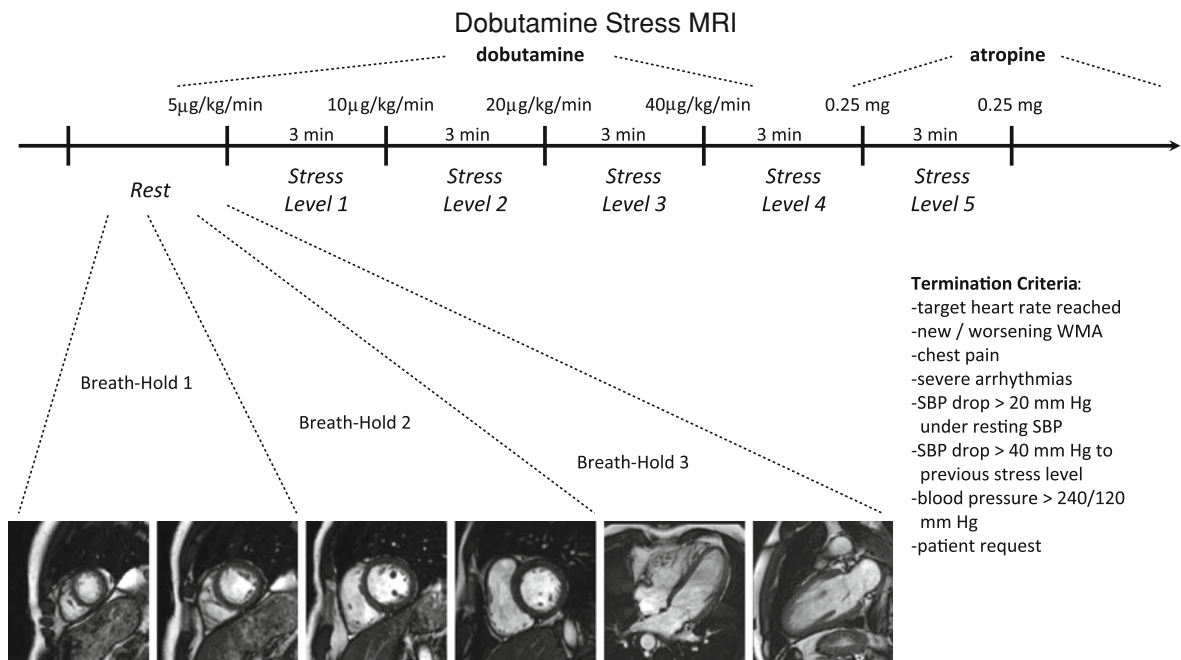 Dobutamine Stress MRI
dobutamine
atropine
5µg/kg/min
10µg/kg/min
20µg/kg/min
40µg/kg/min
0.25 mg
0.25 mg
3 min
3 min
3 min
3 min
3 min
Rest
Stress
Level 1
Stress
Level 2
Stress
Level 3
Stress
Level 4
Stress
Level 5
Breath-Hold 1
Breath-Hold 2
Breath-Hold 3
Termination Criteria:
-target heart rate reached
-new / worsening WMA
-chest pain
-severe arrhythmias
-SBP drop > 20 mm Hg
under resting SBP
-SBP drop > 40 mm Hg to
previous stress level
-blood pressure > 240/120
mm Hg
-patient request